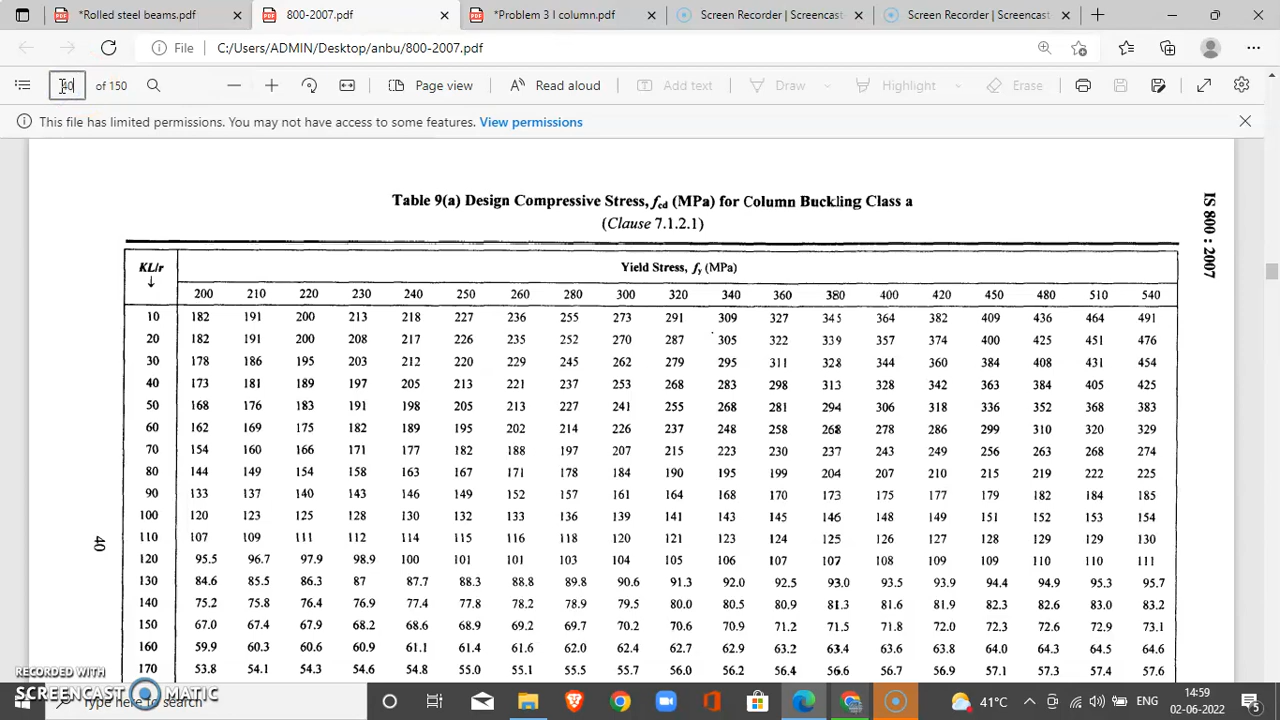 *Rolled steel beams.pdf
800-2007.pdf
*Problem 3 I column.pdf
Screen Recorder | Screencast-
Screen Recorder | Screencast
File C:/Users/ADMIN/Desktop/anbu/800-2007.pdf
40 of 150 Page view Read aloud Add text Draw Highlight Erase
This file has limited permissions. You may not have access to some features. View permissions
Table 9(a) Design Compressive Stress, fcd (MPa) for Column Buckling Class a
(Clause 7.1.2.1)
IS 800 : 2007
KL/r Yield Stress, fy (MPa)
↓
200 210 220 230 240 250 260 280 300 320 340 360 380 400 420 450 480 510 540
10 182 191 200 213 218 227 236 255 273 291 309 327 345 364 382 409 436 464 491
20 182 191 200 208 217 226 235 252 270 287 305 322 339 357 374 400 425 451 476
30 178 186 195 203 212 220 229 245 262 279 295 311 328 344 360 384 408 431 454
40 173 181 189 197 205 213 221 237 253 268 283 298 313 328 342 363 384 405 425
50 168 176 183 191 198 205 213 227 241 255 268 281 294 306 318 336 352 368 383
60 162 169 175 182 189 195 202 214 226 237 248 258 268 278 286 299 310 320 329
70 154 160 166 171 177 182 188 197 207 215 223 230 237 243 249 256 263 268 274
80 144 149 154 158 163 167 171 178 184 190 195 199 204 207 210 215 219 222 225
90 133 137 140 143 146 149 152 157 161 164 168 170 173 175 177 179 182 184 185
100 120 123 125 128 130 132 133 136 139 141 143 145 146 148 149 151 152 153 154
110 107 109 111 112 114 115 116 118 120 121 123 124 125 126 127 128 129 129 130
120 95.5 96.7 97.9 98.9 100 101 101 103 104 105 106 107 107 108 109 109 110 110 111
130 84.6 85.5 86.3 87 87.7 88.3 88.8 89.8 90.6 91.3 92.0 92.5 93.0 93.5 93.9 94.4 94.9 95.3 95.7
140 75.2 75.8 76.4 76.9 77.4 77.8 78.2 78.9 79.5 80.0 80.5 80.9 81.3 81.6 81.9 82.3 82.6 83.0 83.2
150 67.0 67.4 67.9 68.2 68.6 68.9 69.2 69.7 70.2 70.6 70.9 71.2 71.5 71.8 72.0 72.3 72.6 72.9 73.1
160 59.9 60.3 60.6 60.9 61.1 61.4 61.6 62.0 62.4 62.7 62.9 63.2 63.4 63.6 63.8 64.0 64.3 64.5 64.6
170 53.8 54.1 54.3 54.6 54.8 55.0 55.1 55.5 55.7 56.0 56.2 56.4 56.6 56.7 56.9 57.1 57.3 57.4 57.6
40
RECORDED WITH
SCREENCAST MATIC
Type here to search
41°C
ENG
14:59
02-06-2022
5